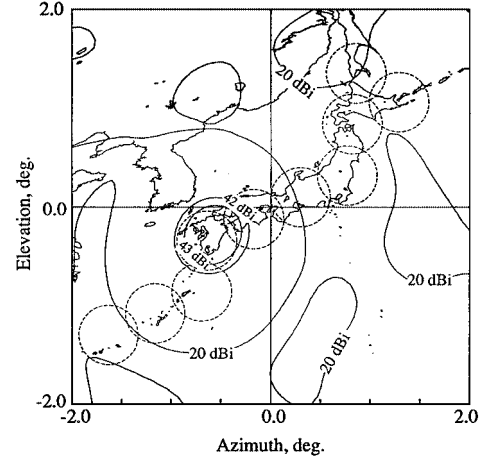 2.0
20 dBi
Elevation, deg.
42 dBi
0.0
43 dBi
20 dBi
20 dBi
20 dBi
-2.0
-2.0
0.0
2.0
Azimuth, deg.